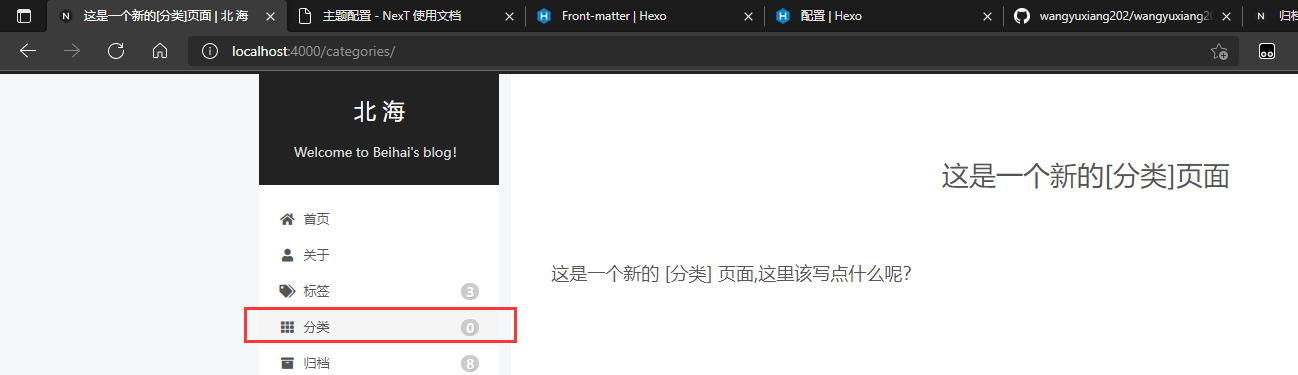 这是一个新的[分类]页面 | 北 海
主题配置 - NexT 使用文档
Front-matter | Hexo
配置 | Hexo
wangyuxiang202/wangyuxiang20
归档
localhost:4000/categories/
北 海
Welcome to Beihai's blog!
首页
关于
标签 3
分类 0
归档 8
这是一个新的[分类]页面
这是一个新的 [分类] 页面,这里该写点什么呢？